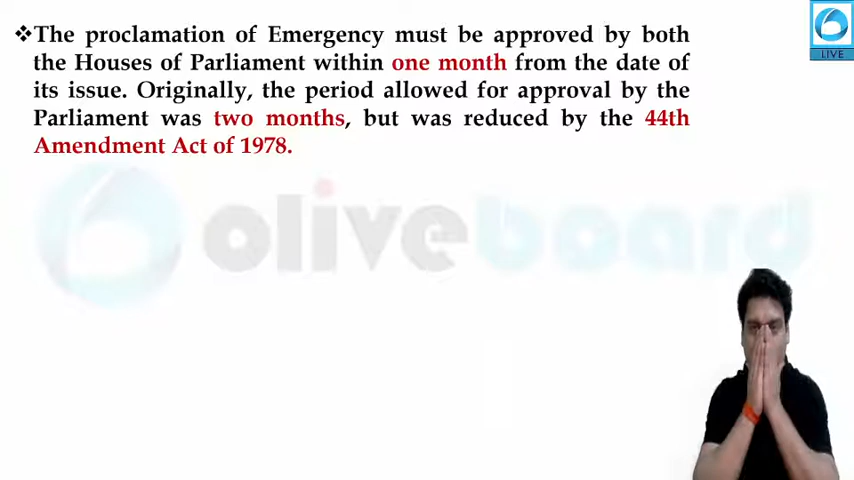 ❖The proclamation of Emergency must be approved by both
the Houses of Parliament within one month from the date of
its issue. Originally, the period allowed for approval by the
Parliament was two months, but was reduced by the 44th
Amendment Act of 1978.
oliveboard
LIVE